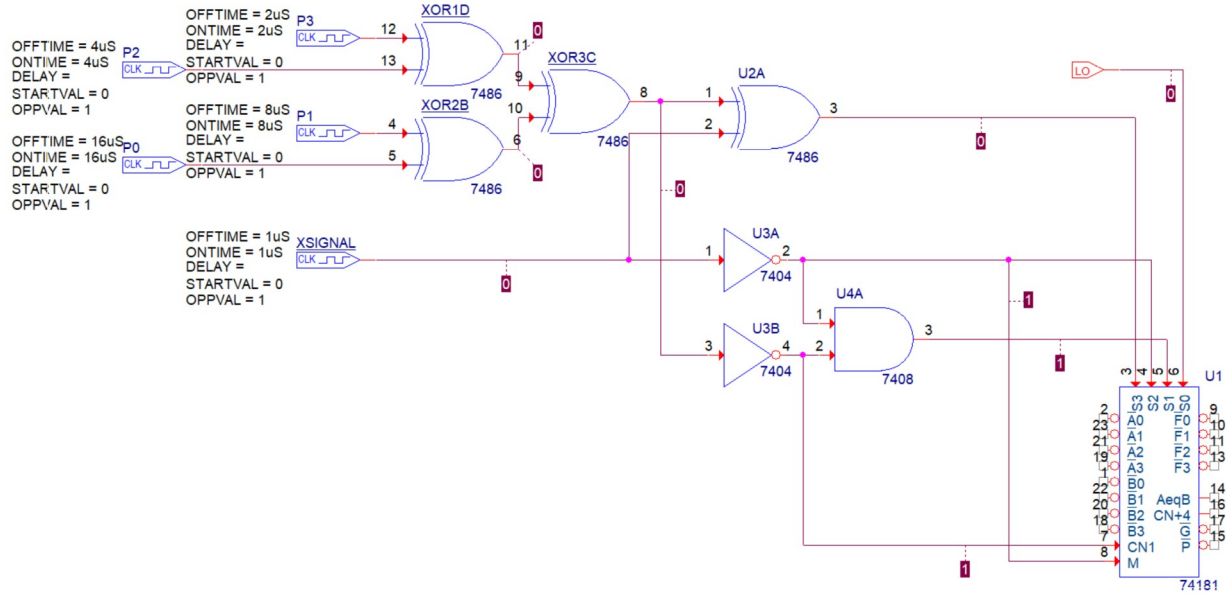 OFFTIME = 2uS
ONTIME = 2uS
DELAY =
STARTVAL = 0
OPPVAL = 1
P3
CLK
XOR1D
12
13
11
7486
0
OFFTIME = 4uS
ONTIME = 4uS
DELAY =
STARTVAL = 0
OPPVAL = 1
P2
CLK
XOR3C
9
10
8
7486
U2A
1
2
3
7486
0
LO
0
OFFTIME = 8uS
ONTIME = 8uS
DELAY =
STARTVAL = 0
OPPVAL = 1
P1
CLK
XOR2B
4
5
6
7486
0
OFFTIME = 16uS
ONTIME = 16uS
DELAY =
STARTVAL = 0
OPPVAL = 1
P0
CLK
0
OFFTIME = 1uS
ONTIME = 1uS
DELAY =
STARTVAL = 0
OPPVAL = 1
XSIGNAL
CLK
0
U3A
1
2
7404
1
U3B
3
4
7404
U4A
1
2
3
7408
1
1
U1
3
4
5
6
S3
S2
S1
S0
2
A0
23
A1
21
A2
19
A3
1
B0
22
B1
20
B2
18
B3
7
CN1
8
M
F0
9
F1
10
F2
11
F3
13
AeqB
14
CN+4
16
G
17
P
15
74181